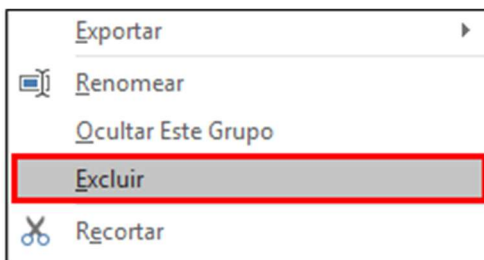 Exportar
Renomear
Ocultar Este Grupo
Excluir
Recortar